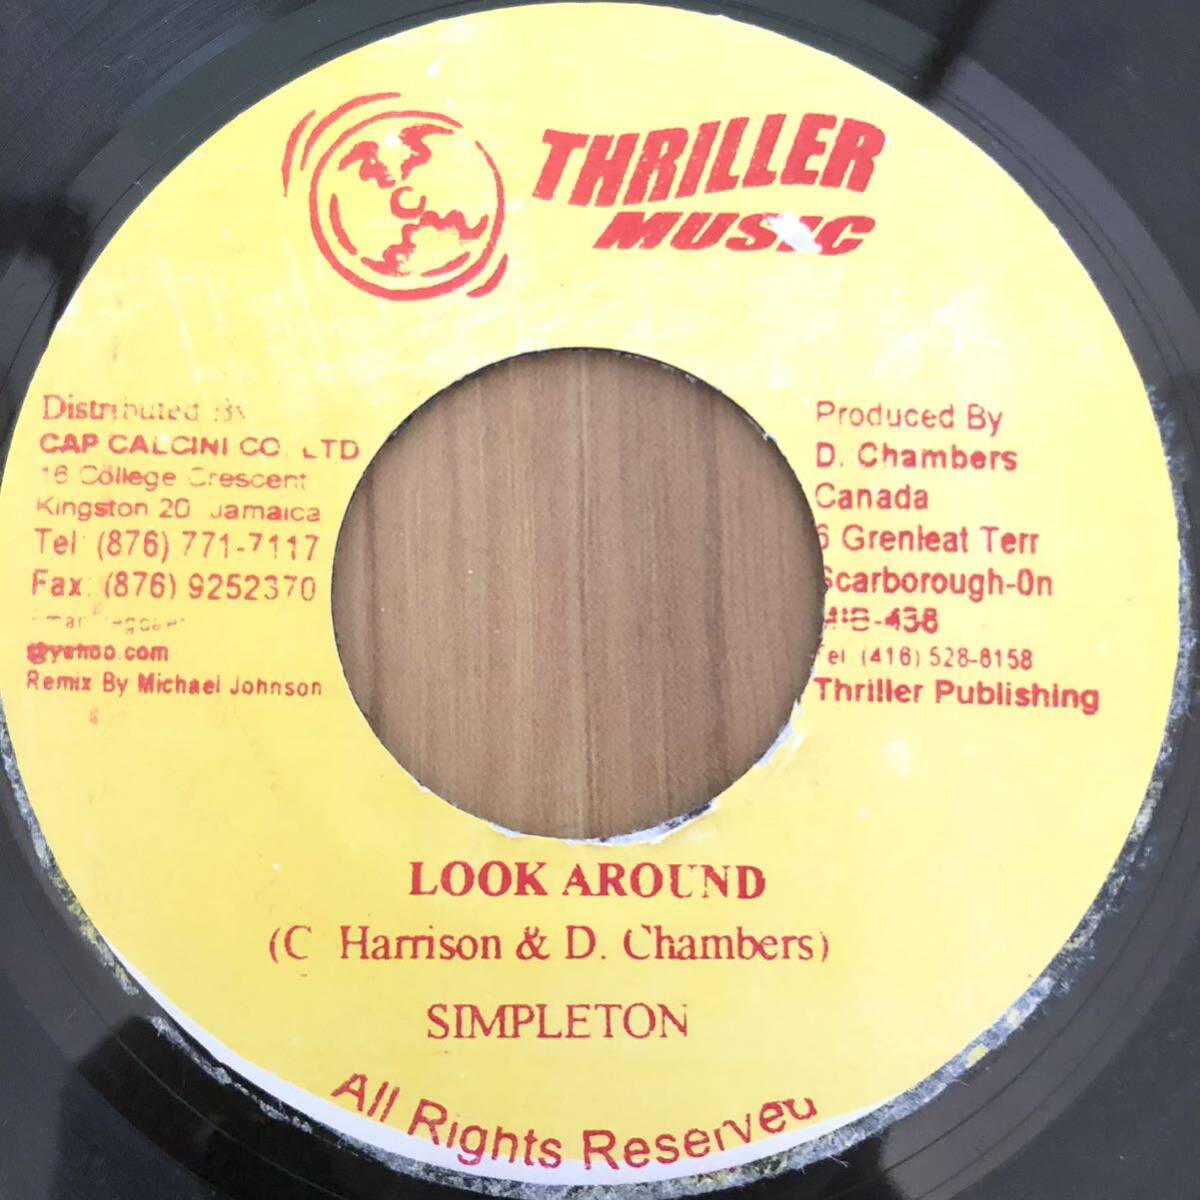 THRILLER
MUSIC
Distributed By
CAP CALCINI CO. LTD
16 College Crescent
Kingston 20 Jamaica
Tel: (876) 771-7117
Fax: (876) 9252370
@yahoo.com
Remix By Michael Johnson
Produced By
D. Chambers
Canada
6 Grenleat Terr
Scarborough-On
Tel (416) 528-6158
Thriller Publishing
LOOK AROUND
(C Harrison & D. Chambers)
SIMPLETON
All Rights Reserved